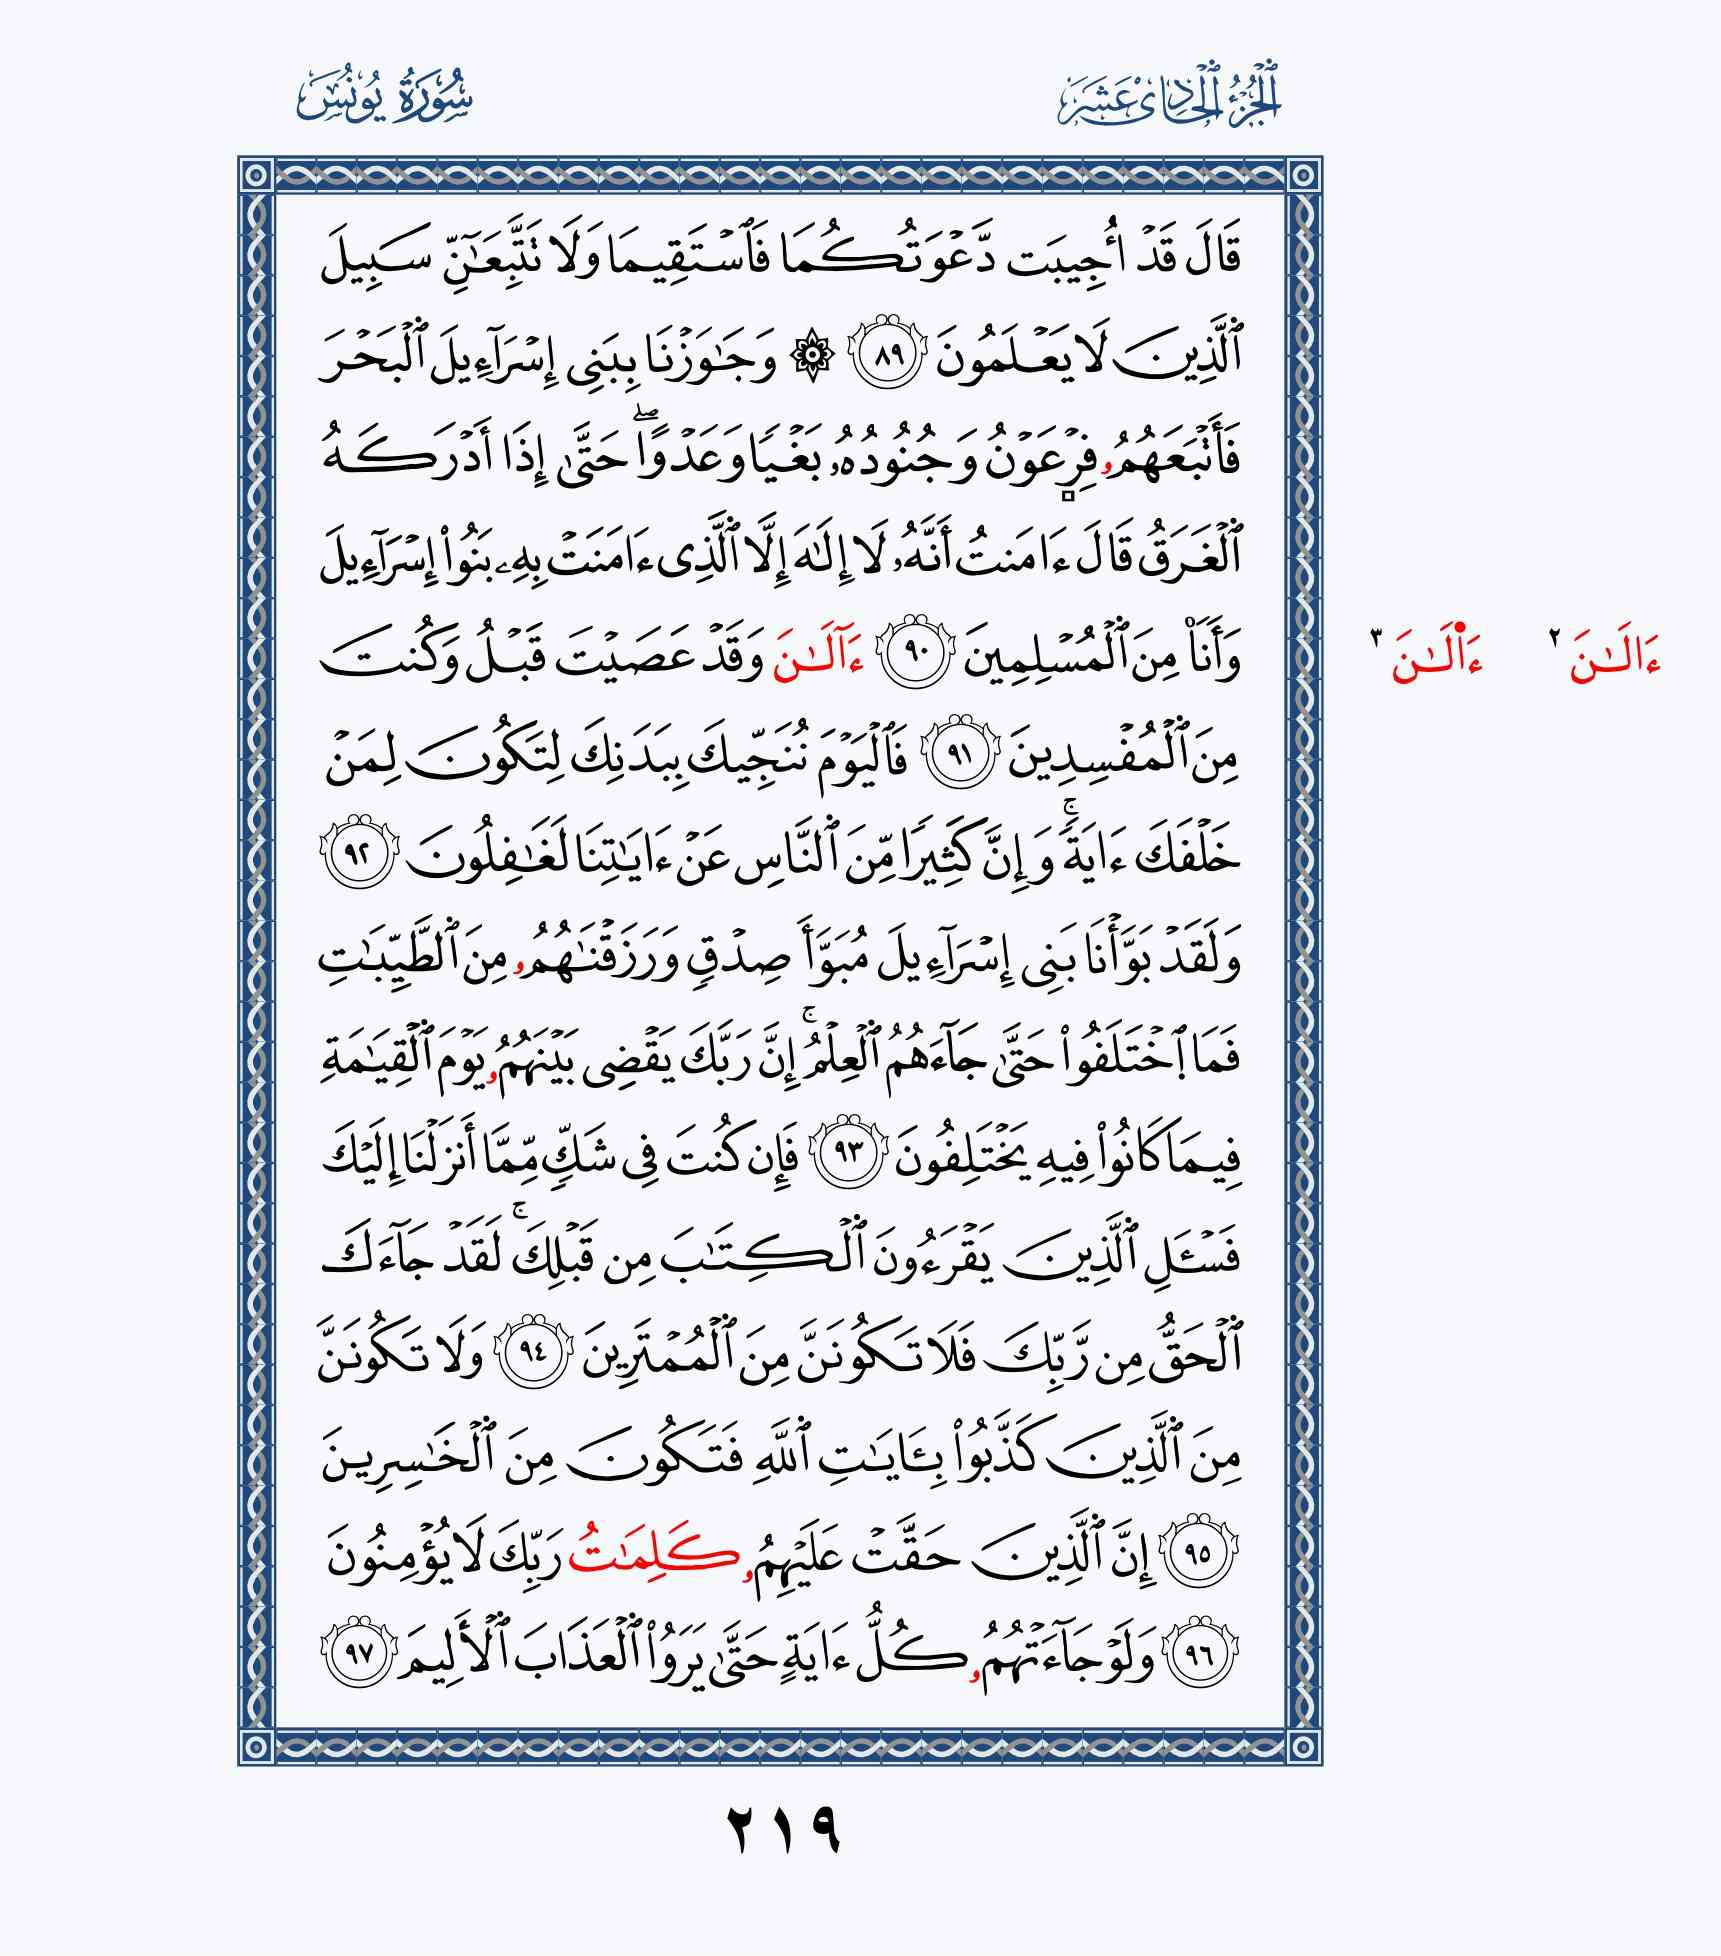 ٱلْجُزْءُ ٱلْحَادِىَ عَشَرَ
سُورَةُ يُونُسَ
قَالَ قَدْ أُجِيبَت دَّعْوَتُكُمَا فَٱسْتَقِيمَا وَلَا تَتَّبِعَآنِّ سَبِيلَ
ٱلَّذِينَ لَا يَعْلَمُونَ ٨٩ ۞ وَجَٰوَزْنَا بِبَنِى إِسْرَآءِيلَ ٱلْبَحْرَ
فَأَتْبَعَهُمُۥ فِرْعَوْنُ وَجُنُودُهُۥ بَغْيًا وَعَدْوًا ۖ حَتَّىٰ إِذَا أَدْرَكَهُ
ٱلْغَرَقُ قَالَ ءَامَنتُ أَنَّهُۥ لَا إِلَٰهَ إِلَّا ٱلَّذِى ءَامَنَتْ بِهِۦ بَنُوا۟ إِسْرَآءِيلَ
وَأَنَا۠ مِنَ ٱلْمُسْلِمِينَ ٩٠ ءَآلَٰنَ وَقَدْ عَصَيْتَ قَبْلُ وَكُنتَ
ءَالَٰنَ ٢ ءَا۬لَٰنَ ٣
مِنَ ٱلْمُفْسِدِينَ ٩١ فَٱلْيَوْمَ نُنَجِّيكَ بِبَدَنِكَ لِتَكُونَ لِمَنْ
خَلْفَكَ ءَايَةً ۚ وَإِنَّ كَثِيرًا مِّنَ ٱلنَّاسِ عَنْ ءَايَٰتِنَا لَغَٰفِلُونَ ٩٢
وَلَقَدْ بَوَّأْنَا بَنِى إِسْرَآءِيلَ مُبَوَّأَ صِدْقٍ وَرَزَقْنَٰهُمُۥ مِنَ ٱلطَّيِّبَٰتِ
فَمَا ٱخْتَلَفُوا۟ حَتَّىٰ جَآءَهُمُ ٱلْعِلْمُ ۚ إِنَّ رَبَّكَ يَقْضِى بَيْنَهُمُۥ يَوْمَ ٱلْقِيَٰمَةِ
فِيمَا كَانُوا۟ فِيهِ يَخْتَلِفُونَ ٩٣ فَإِن كُنتَ فِى شَكٍّ مِّمَّا أَنزَلْنَا إِلَيْكَ
فَسْـَٔلِ ٱلَّذِينَ يَقْرَءُونَ ٱلْكِتَٰبَ مِن قَبْلِكَ ۚ لَقَدْ جَآءَكَ
ٱلْحَقُّ مِن رَّبِّكَ فَلَا تَكُونَنَّ مِنَ ٱلْمُمْتَرِينَ ٩٤ وَلَا تَكُونَنَّ
مِنَ ٱلَّذِينَ كَذَّبُوا۟ بِـَٔايَٰتِ ٱللَّهِ فَتَكُونَ مِنَ ٱلْخَٰسِرِينَ
٩٥ إِنَّ ٱلَّذِينَ حَقَّتْ عَلَيْهِمُۥ كَلِمَٰتُ رَبِّكَ لَا يُؤْمِنُونَ
٩٦ وَلَوْ جَآءَتْهُمُۥ كُلُّ ءَايَةٍ حَتَّىٰ يَرَوُا۟ ٱلْعَذَابَ ٱلْأَلِيمَ ٩٧
٢١٩